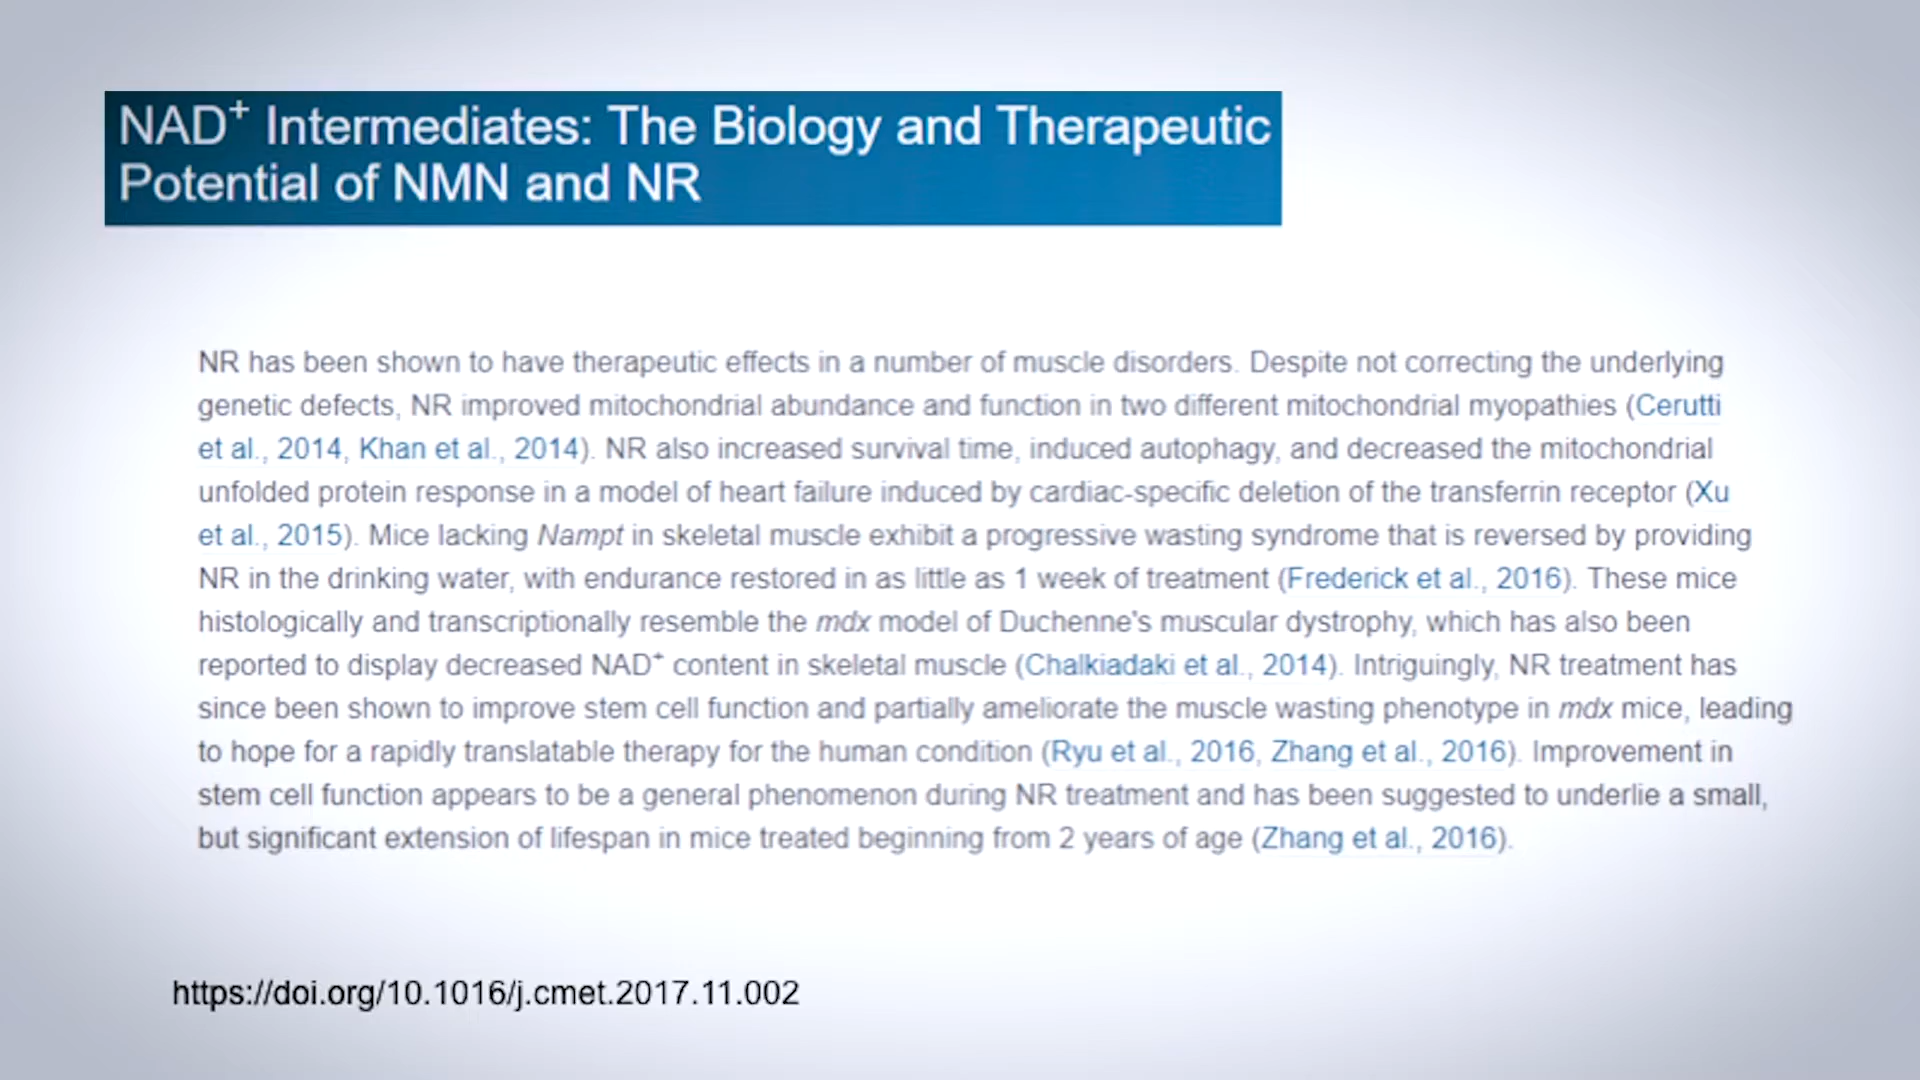 NAD⁺ Intermediates: The Biology and Therapeutic
Potential of NMN and NR
NR has been shown to have therapeutic effects in a number of muscle disorders. Despite not correcting the underlying
genetic defects, NR improved mitochondrial abundance and function in two different mitochondrial myopathies (Cerutti
et al., 2014, Khan et al., 2014). NR also increased survival time, induced autophagy, and decreased the mitochondrial
unfolded protein response in a model of heart failure induced by cardiac-specific deletion of the transferrin receptor (Xu
et al., 2015). Mice lacking Nampt in skeletal muscle exhibit a progressive wasting syndrome that is reversed by providing
NR in the drinking water, with endurance restored in as little as 1 week of treatment (Frederick et al., 2016). These mice
histologically and transcriptionally resemble the mdx model of Duchenne's muscular dystrophy, which has also been
reported to display decreased NAD⁺ content in skeletal muscle (Chalkiadaki et al., 2014). Intriguingly, NR treatment has
since been shown to improve stem cell function and partially ameliorate the muscle wasting phenotype in mdx mice, leading
to hope for a rapidly translatable therapy for the human condition (Ryu et al., 2016, Zhang et al., 2016). Improvement in
stem cell function appears to be a general phenomenon during NR treatment and has been suggested to underlie a small,
but significant extension of lifespan in mice treated beginning from 2 years of age (Zhang et al., 2016).
https://doi.org/10.1016/j.cmet.2017.11.002